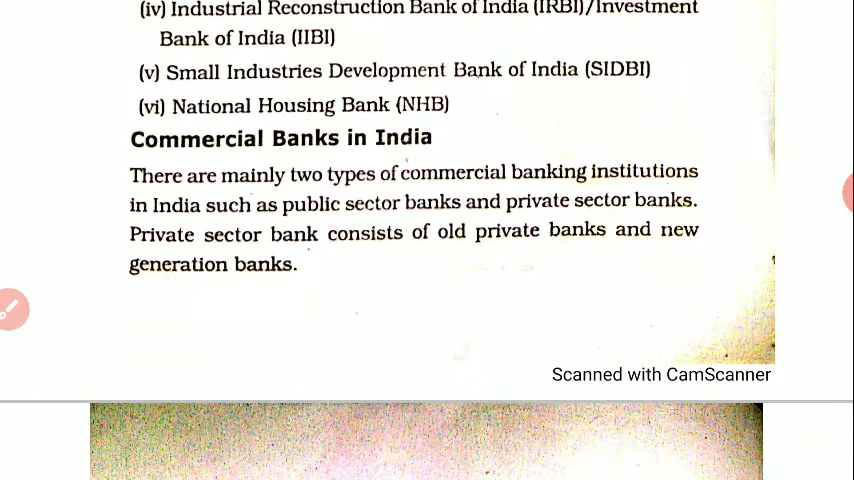 (iv) Industrial Reconstruction Bank of India (IRBI)/Investment
Bank of India (IIBI)
(v) Small Industries Development Bank of India (SIDBI)
(vi) National Housing Bank (NHB)
Commercial Banks in India
There are mainly two types of commercial banking institutions
in India such as public sector banks and private sector banks.
Private sector bank consists of old private banks and new
generation banks.
Scanned with CamScanner